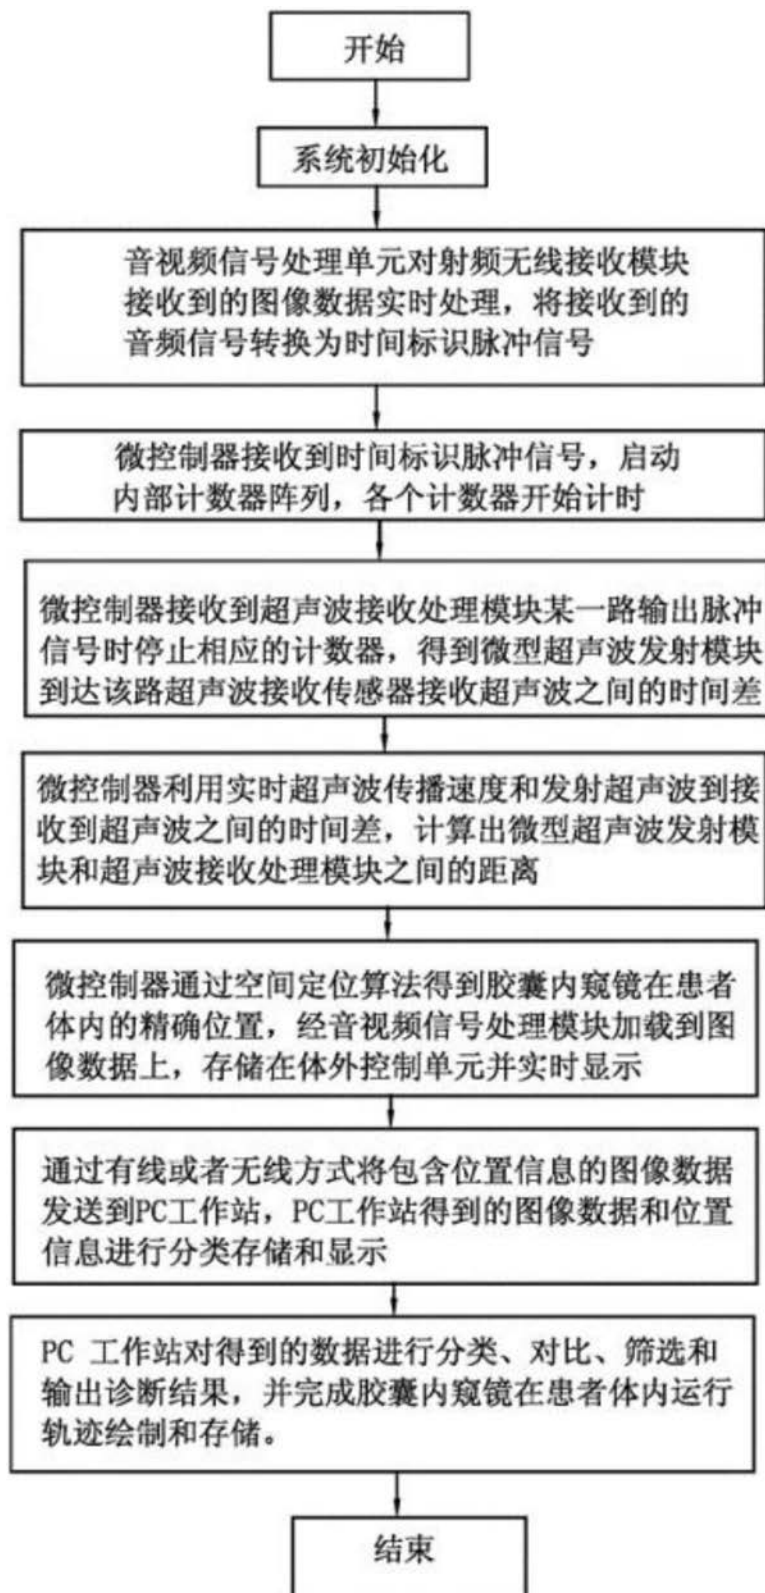 开始
系统初始化
音视频信号处理单元对射频无线接收模块
接收到的图像数据实时处理，将接收到的
音频信号转换为时间标识脉冲信号
微控制器接收到时间标识脉冲信号，启动
内部计数器阵列，各个计数器开始计时
微控制器接收到超声波接收处理模块某一路输出脉冲
信号时停止相应的计数器，得到微型超声波发射模块
到达该路超声波接收传感器接收超声波之间的时间差
微控制器利用实时超声波传播速度和发射超声波到接
收到超声波之间的时间差，计算出微型超声波发射模
块和超声波接收处理模块之间的距离
微控制器通过空间定位算法得到胶囊内窥镜在患者
体内的精确位置，经音视频信号处理模块加载到图
像数据上，存储在体外控制单元并实时显示
通过有线或者无线方式将包含位置信息的图像数据
发送到PC工作站，PC工作站得到的图像数据和位置
信息进行分类存储和显示
PC 工作站对得到的数据进行分类、对比、筛选和
输出诊断结果，并完成胶囊内窥镜在患者体内运行
轨迹绘制和存储。
结束